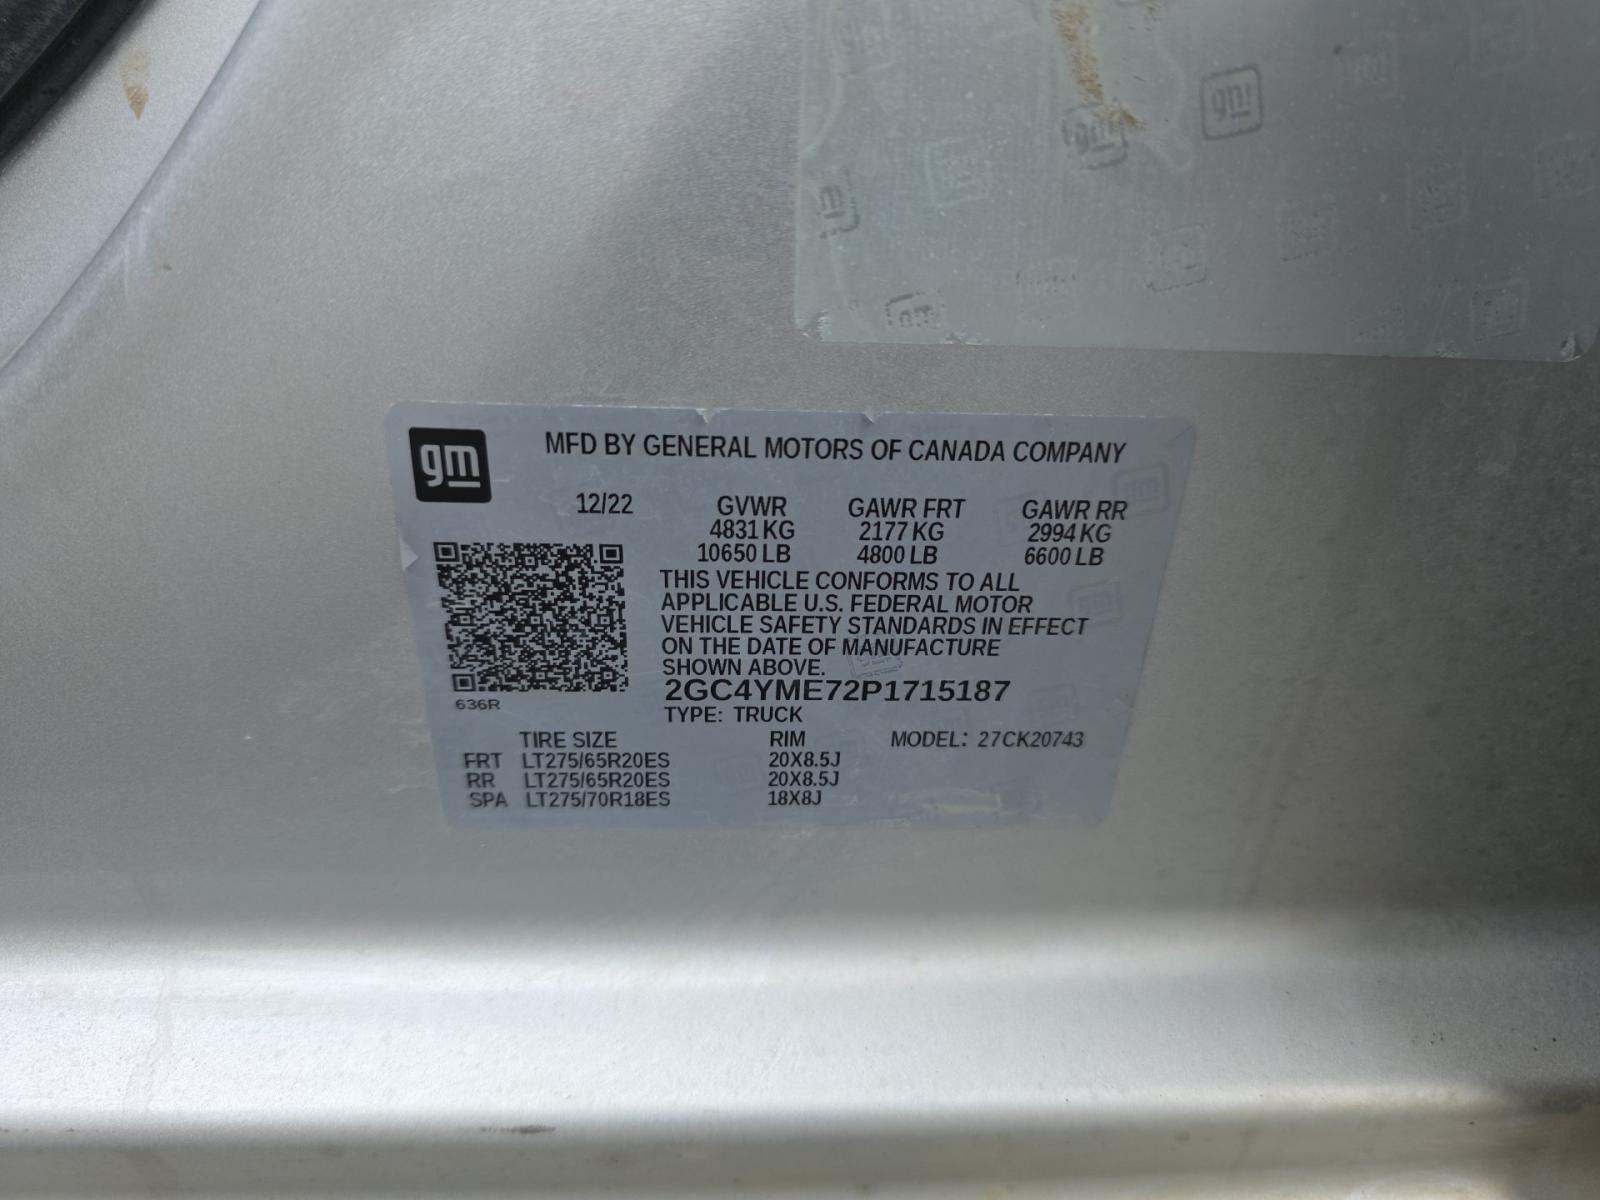 gm
MFD BY GENERAL MOTORS OF CANADA COMPANY
12/22 GVWR GAWR FRT GAWR RR
4831 KG 2177 KG 2994 KG
10650 LB 4800 LB 6600 LB
THIS VEHICLE CONFORMS TO ALL
APPLICABLE U.S. FEDERAL MOTOR
VEHICLE SAFETY STANDARDS IN EFFECT
ON THE DATE OF MANUFACTURE
SHOWN ABOVE.
2GC4YME72P1715187
636R
TYPE: TRUCK
TIRE SIZE RIM MODEL: 27CK20743
FRT LT275/65R20ES 20X8.5J
RR LT275/65R20ES 20X8.5J
SPA LT275/70R18ES 18X8J